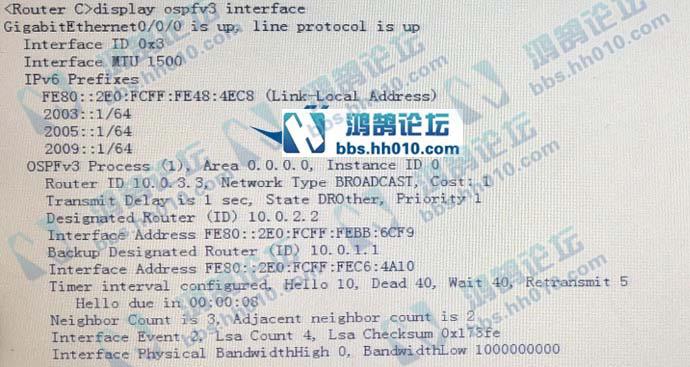 <Router C>display ospfv3 interface
GigabitEthernet0/0/0 is up, line protocol is up
Interface ID 0x3
Interface MTU 1500
IPv6 Prefixes
FE80::2E0:FCFF:FE48:4EC8 (Link-Local Address)
2003::1/64
2005::1/64
2009::1/64
鸿鹄论坛
bbs.hh010.com
OSPFv3 Process (1), Area 0.0.0.0, Instance ID 0
Router ID 10.0.3.3, Network Type BROADCAST, Cost: 1
Transmit Delay is 1 sec, State DROther, Priority 1
Designated Router (ID) 10.0.2.2
Interface Address FE80::2E0:FCFF:FEBB:6CF9
Backup Designated Router (ID) 10.0.1.1
Interface Address FE80::2E0:FCFF:FEC6:4A10
Timer interval configured, Hello 10, Dead 40, Wait 40, Retransmit 5
Hello due in 00:00:08
Neighbor Count is 3, Adjacent neighbor count is 2
Interface Event 2, Lsa Count 4, Lsa Checksum 0x173fe
Interface Physical BandwidthHigh 0, BandwidthLow 1000000000